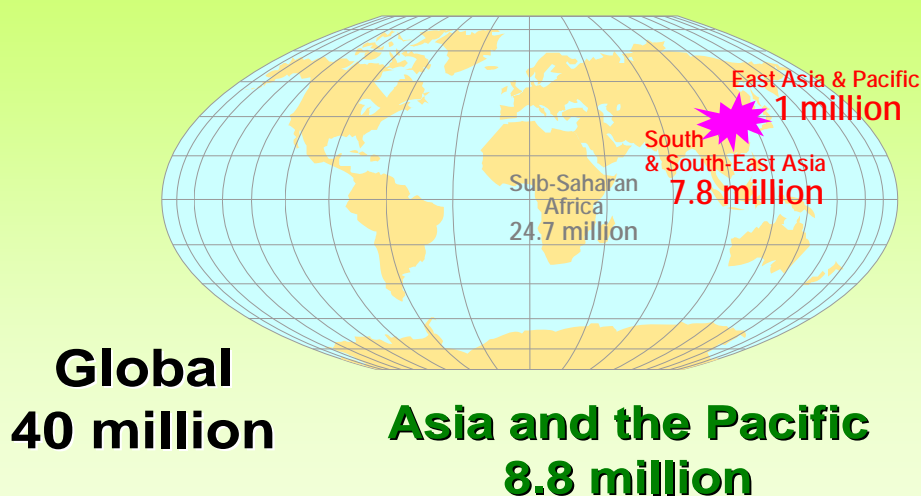 East Asia & Pacific
1 million
South
& South-East Asia
7.8 million
Sub-Saharan
Africa
24.7 million
Global
40 million
Asia and the Pacific
8.8 million